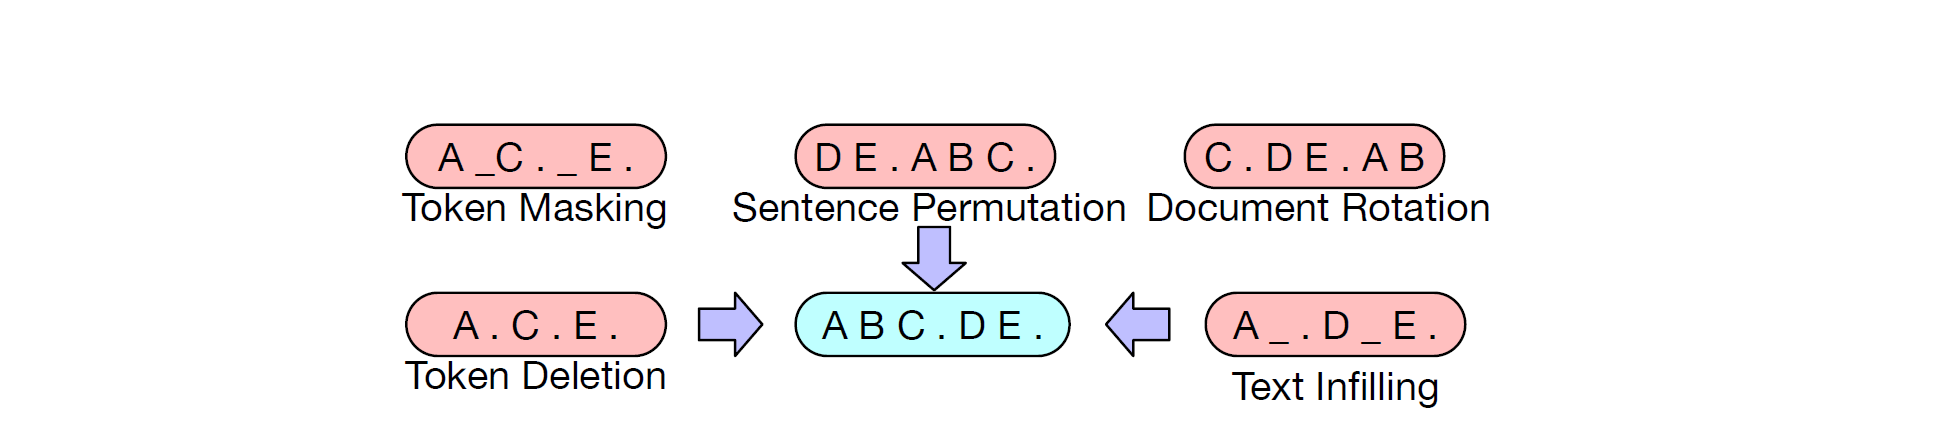 A _C . _ E .
D E . A B C .
C . D E . A B
Token Masking
Sentence Permutation
Document Rotation
A . C . E .
A B C . D E .
A _ . D _ E .
Token Deletion
Text Infilling